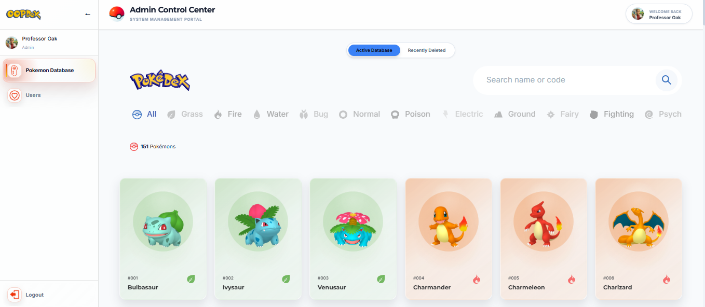 POKéDEX
←
Admin Control Center
SYSTEM MANAGEMENT PORTAL
WELCOME BACK
Professor Oak
Professor Oak
Admin
Pokemon Database
Users
Logout
Active Database
Recently Deleted
POKéDEX
Search name or code
All
Grass
Fire
Water
Bug
Normal
Poison
Electric
Ground
Fairy
Fighting
Psych
151 Pokémons
#001
Bulbasaur
#002
Ivysaur
#003
Venusaur
#004
Charmander
#005
Charmeleon
#006
Charizard